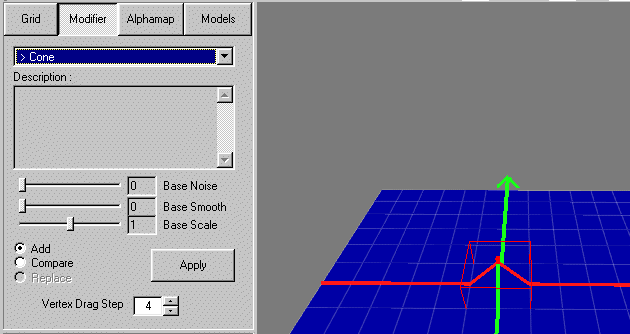 Grid Modifier Alphamap Models
> Cone
Description :
0 Base Noise
0 Base Smooth
1 Base Scale
Add
Compare
Replace
Apply
Vertex Drag Step 4